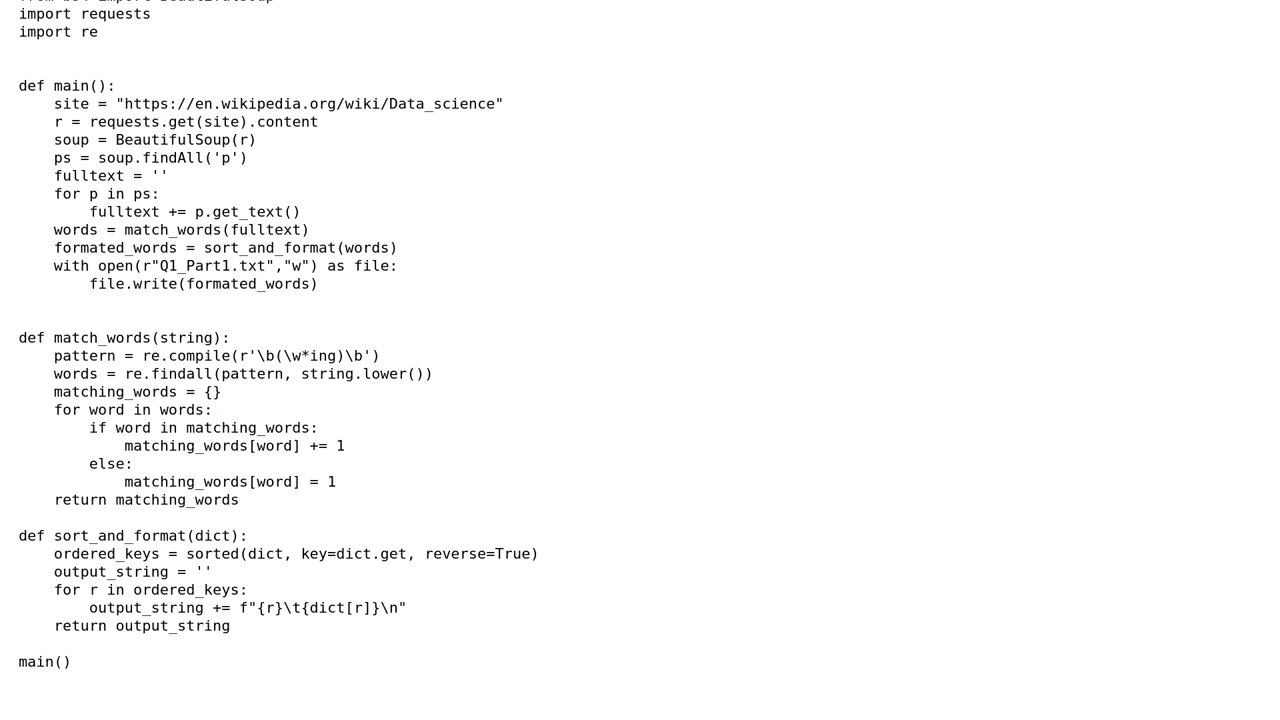 import requests
import re
def main():
    site = "https://en.wikipedia.org/wiki/Data_science"
    r = requests.get(site).content
    soup = BeautifulSoup(r)
    ps = soup.findAll('p')
    fulltext = ''
    for p in ps:
        fulltext += p.get_text()
    words = match_words(fulltext)
    formated_words = sort_and_format(words)
    with open(r"Q1_Part1.txt","w") as file:
        file.write(formated_words)
def match_words(string):
    pattern = re.compile(r'\b(\w*ing)\b')
    words = re.findall(pattern, string.lower())
    matching_words = {}
    for word in words:
        if word in matching_words:
            matching_words[word] += 1
        else:
            matching_words[word] = 1
    return matching_words
def sort_and_format(dict):
    ordered_keys = sorted(dict, key=dict.get, reverse=True)
    output_string = ''
    for r in ordered_keys:
        output_string += f"{r}\t{dict[r]}\n"
    return output_string
main()